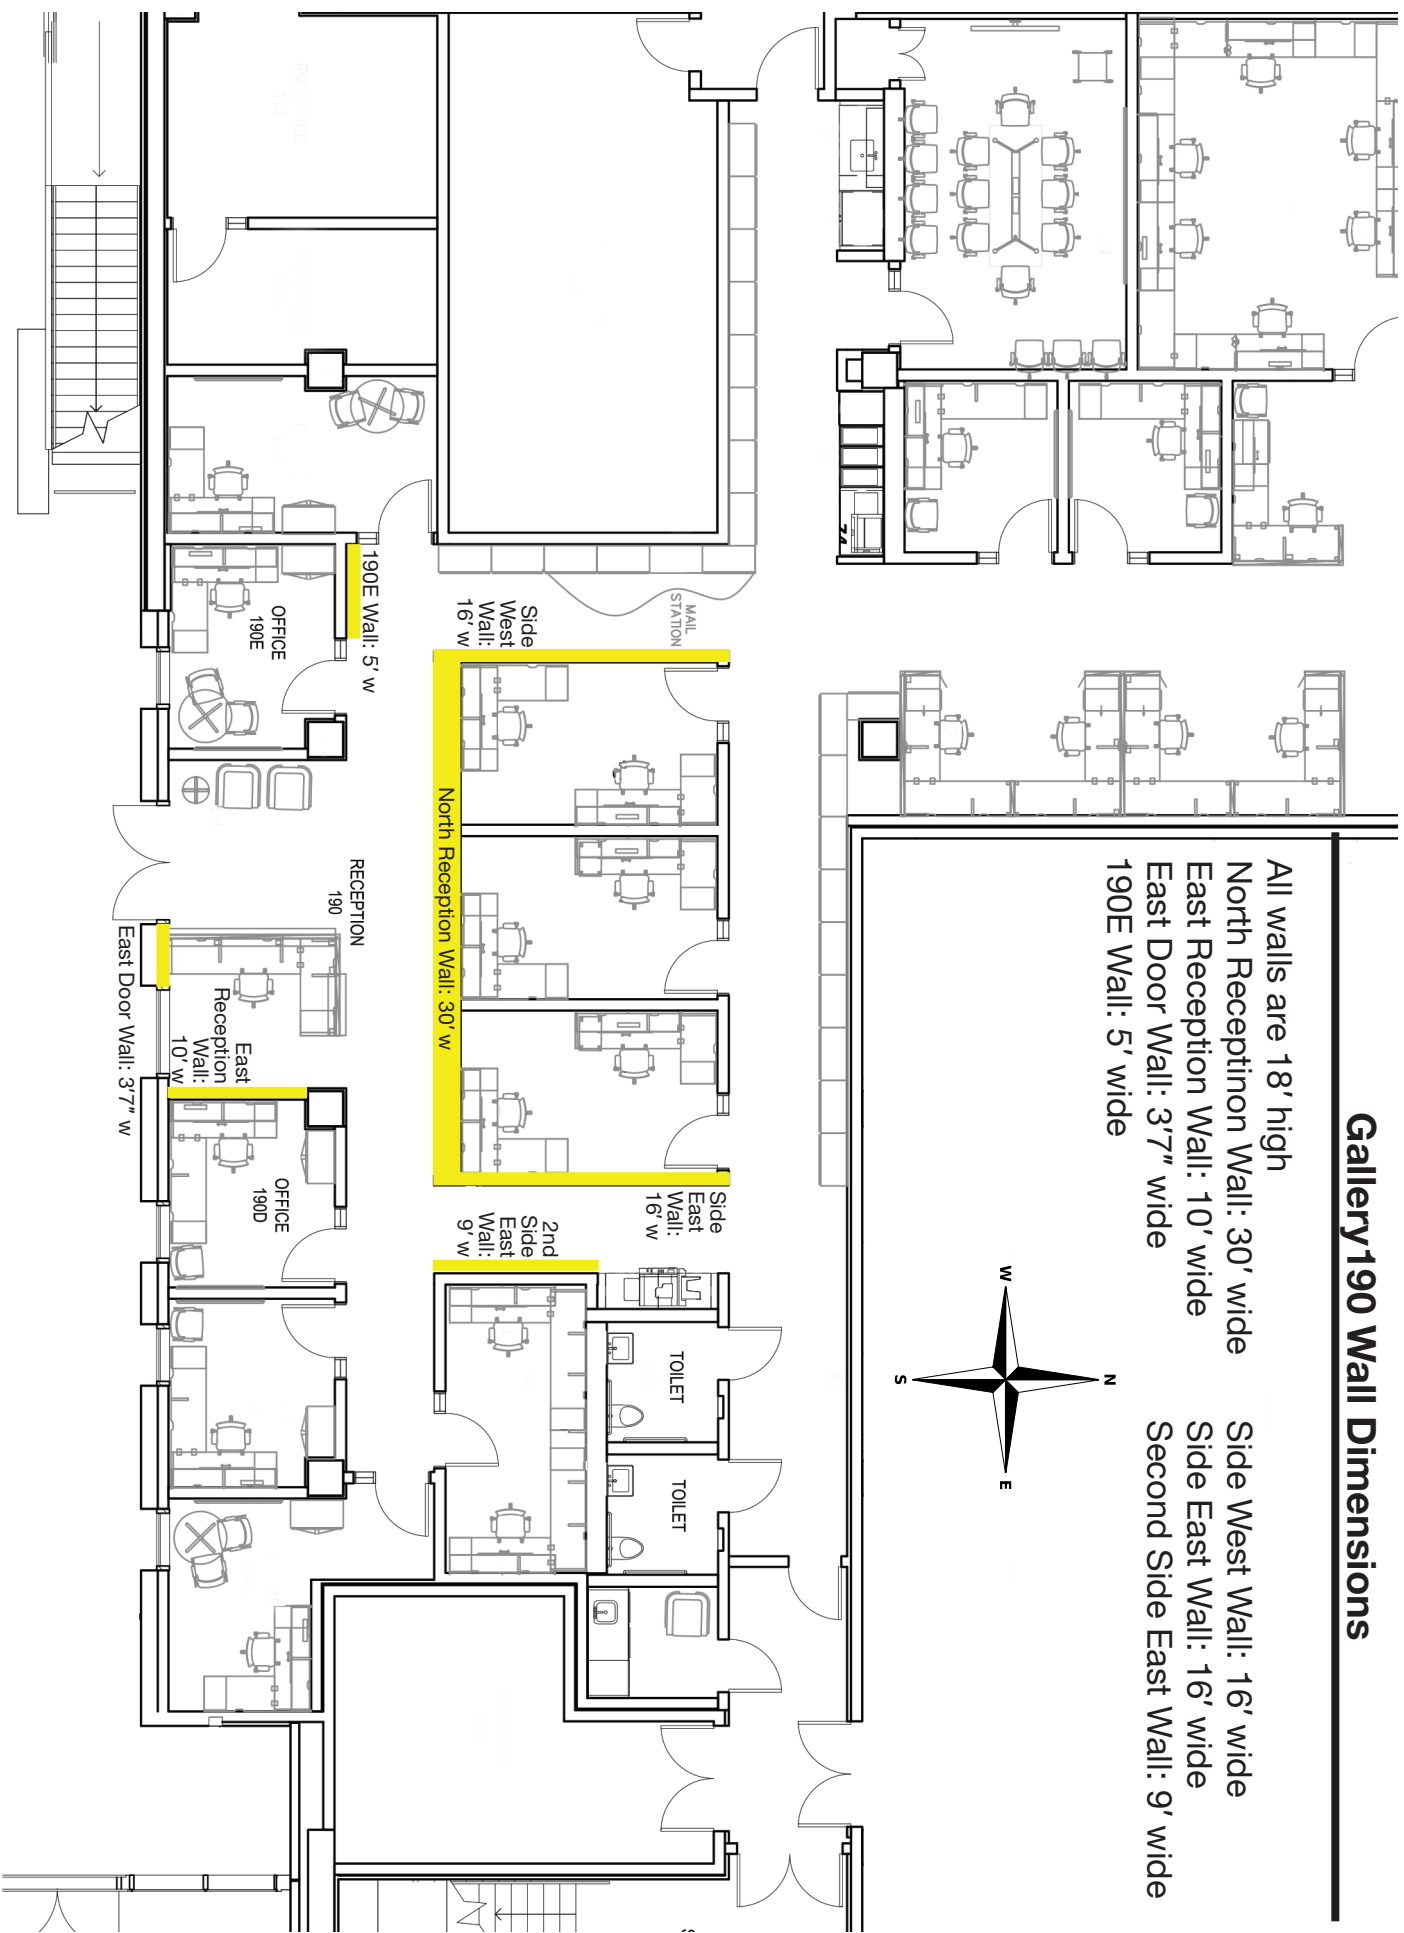 Gallery190 Wall Dimensions
All walls are 18' high
North Receptinon Wall: 30' wide
East Reception Wall: 10' wide
East Door Wall: 3'7" wide
190E Wall: 5' wide
Side West Wall: 16' wide
Side East Wall: 16' wide
Second Side East Wall: 9' wide
N
W
E
S
MAIL
STATION
Side
West
Wall:
16' w
190E Wall: 5' w
OFFICE
190E
North Reception Wall: 30' w
RECEPTION
190
East Door Wall: 3'7" w
East
Reception
Wall:
10' w
OFFICE
190D
Side
East
Wall:
16' w
2nd
Side
East
Wall:
9' w
TOILET
TOILET